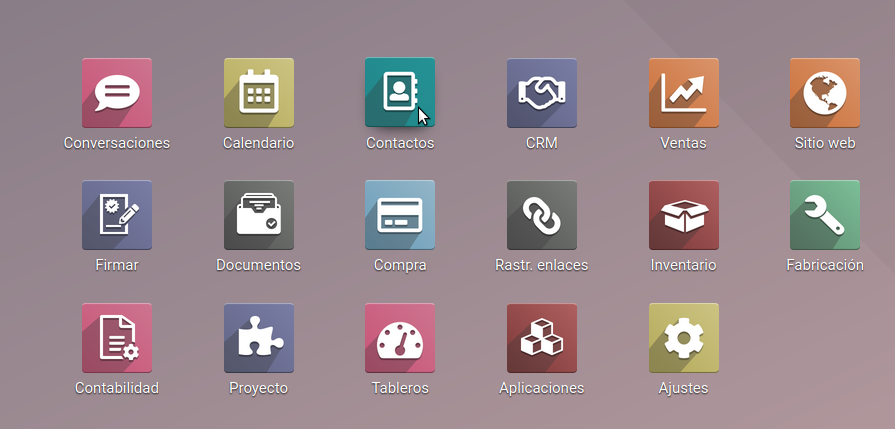 Conversaciones
Calendario
Contactos
CRM
Ventas
Sitio web
Firmar
Documentos
Compra
Rastr. enlaces
Inventario
Fabricación
Contabilidad
Proyecto
Tableros
Aplicaciones
Ajustes